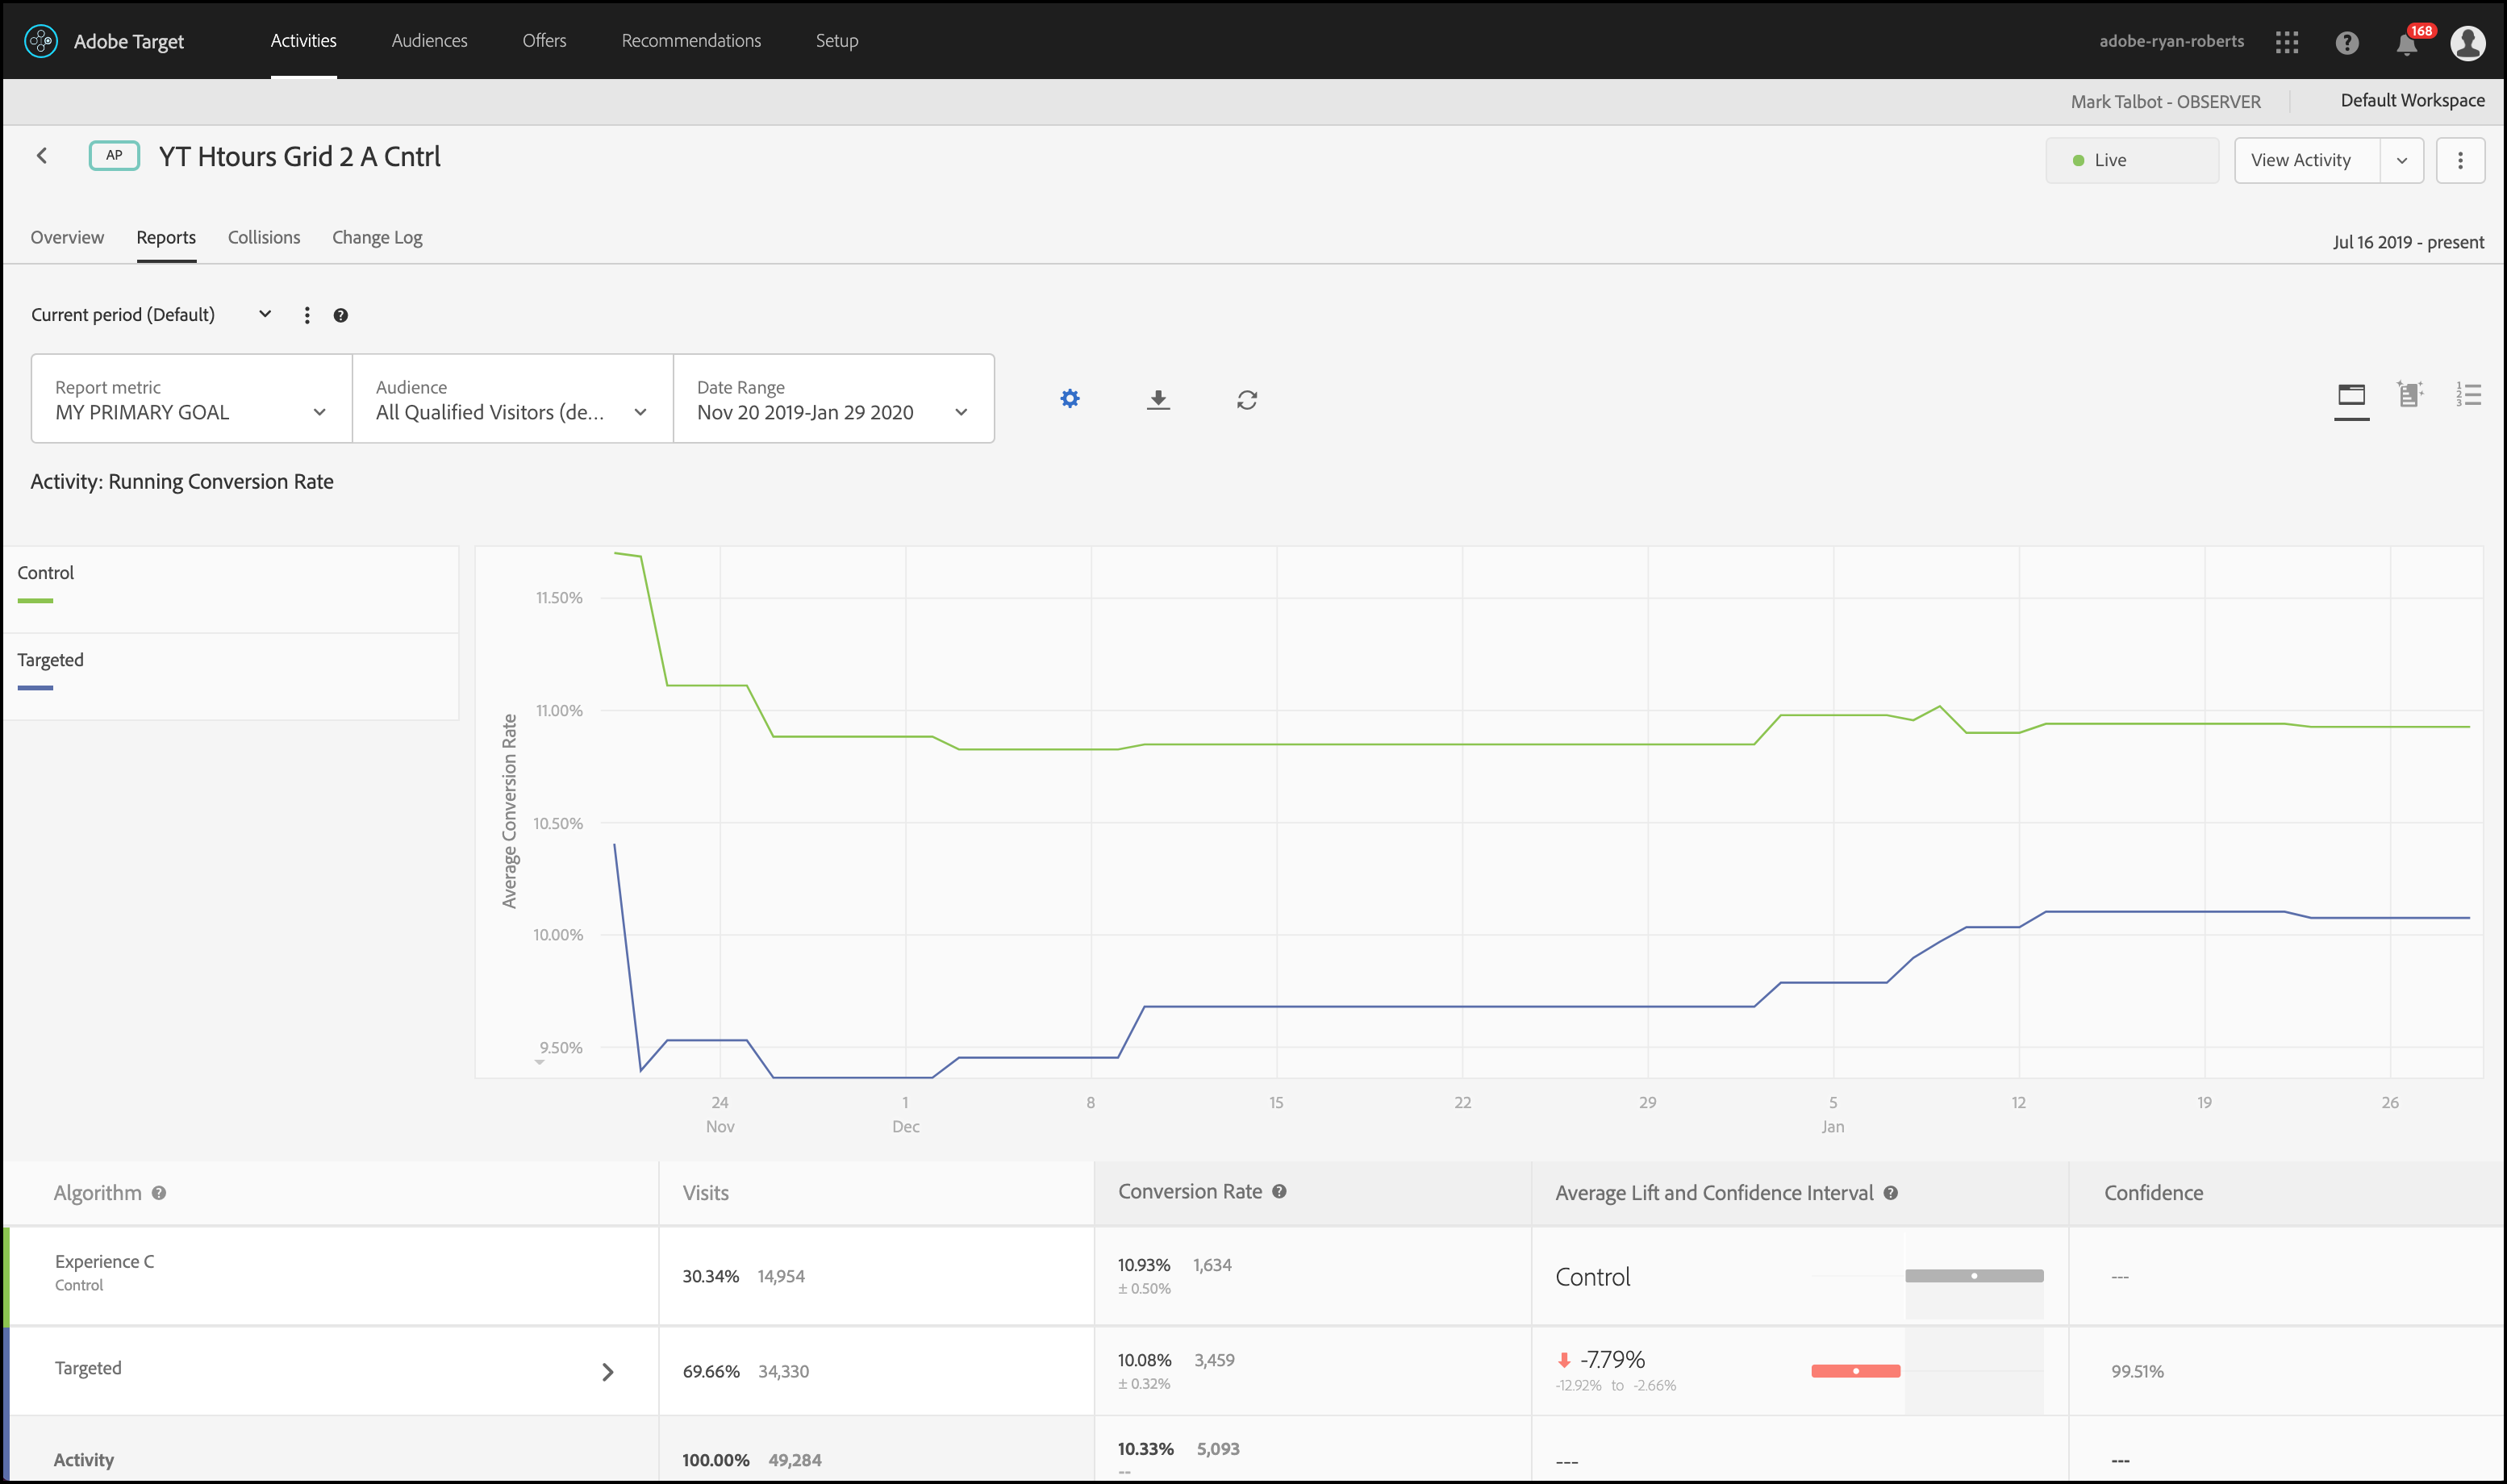 Adobe Target Activities Audiences Offers Recommendations Setup adobe-ryan-roberts 168
Mark Talbot - OBSERVER Default Workspace
AP YT Htours Grid 2 A Cntrl Live View Activity
Overview Reports Collisions Change Log Jul 16 2019 - present
Current period (Default)
Report metric Audience Date Range
MY PRIMARY GOAL All Qualified Visitors (de... Nov 20 2019-Jan 29 2020
Activity: Running Conversion Rate
Control
Targeted
Average Conversion Rate
11.50%
11.00%
10.50%
10.00%
9.50%
24 1 8 15 22 29 5 12 19 26
Nov Dec Jan
Algorithm Visits Conversion Rate Average Lift and Confidence Interval Confidence
Experience C
Control
30.34% 14,954
10.93% 1,634
± 0.50%
Control
---
Targeted
69.66% 34,330
10.08% 3,459
± 0.32%
-7.79%
-12.92% to -2.66%
99.51%
Activity
100.00% 49,284
10.33% 5,093
--
---
---